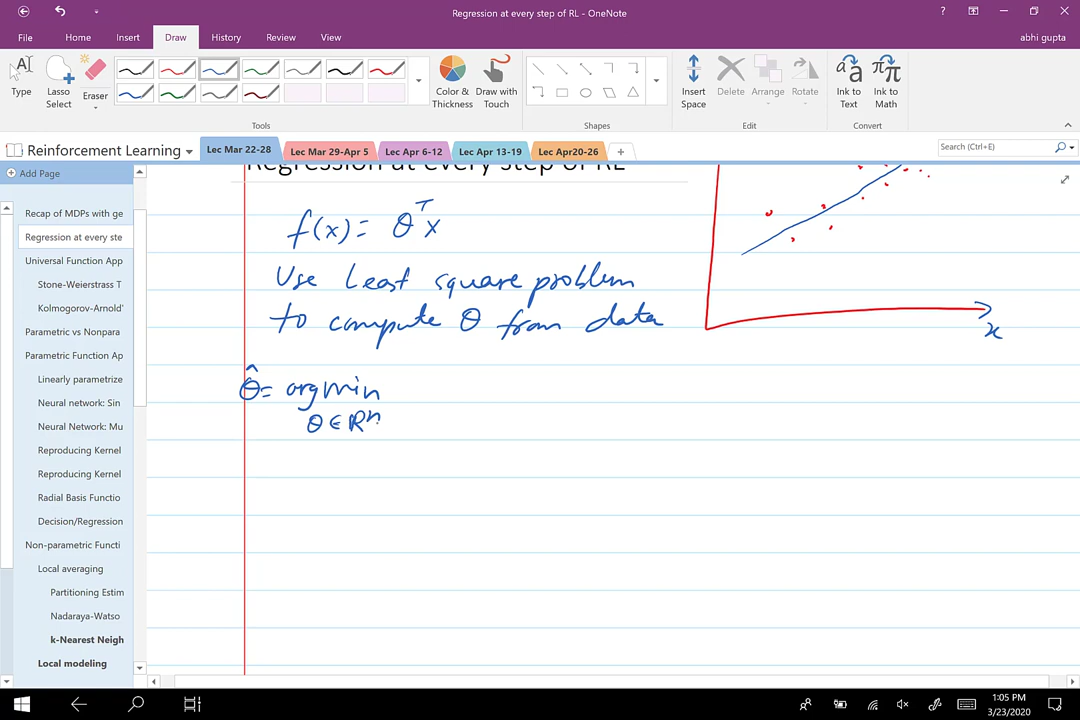 Regression at every step of RL - OneNote
File
Home
Insert
Draw
History
Review
View
abhi gupta
Type
Lasso Select
Eraser
Color & Thickness
Draw with Touch
Insert Space
Delete
Arrange
Rotate
Ink to Text
Ink to Math
Tools
Shapes
Edit
Convert
Reinforcement Learning
Lec Mar 22-28
Lec Mar 29-Apr 5
Lec Apr 6-12
Lec Apr 13-19
Lec Apr20-26
Search (Ctrl+E)
Add Page
Recap of MDPs with ge
Regression at every ste
Universal Function App
Stone-Weierstrass T
Kolmogorov-Arnold'
Parametric vs Nonpara
Parametric Function Ap
Linearly parametrize
Neural network: Sin
Neural Network: Mu
Reproducing Kernel
Reproducing Kernel
Radial Basis Functio
Decision/Regression
Non-parametric Functi
Local averaging
Partitioning Estim
Nadaraya-Watso
k-Nearest Neigh
Local modeling
Regression at every step of RL
f(x) = θᵀx
Use Least square problem
to compute θ from data
θ̂ = argmin
θ ∈ Rⁿ
x
1:05 PM
3/23/2020